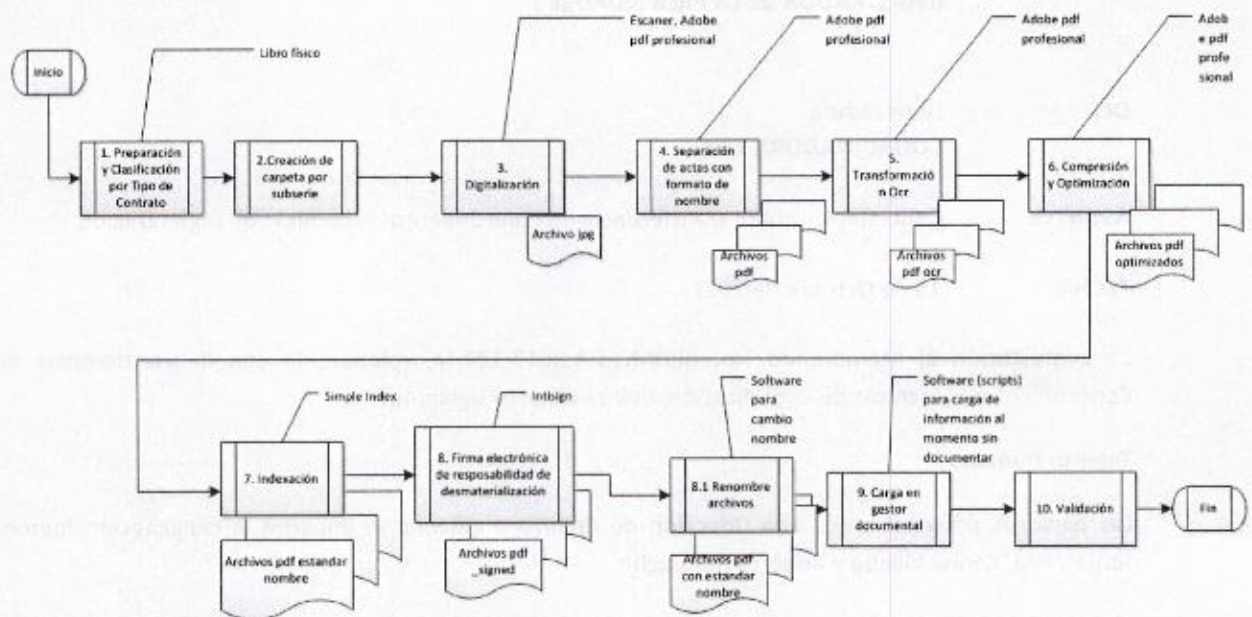 Libro físico
Escaner, Adobe
pdf profesional
Adobe pdf
profesional
Adobe pdf
profesional
Adob
e pdf
profe
sional
Inicio
1. Preparación
y Clasificación
por Tipo de
Contrato
2.Creación de
carpeta por
subserie
3.
Digitalización
Archivo jpg
4. Separación
de actas con
formato de
nombre
Archivos
pdf
5.
Transformació
n Ocr
Archivos
pdf ocr
6. Compresión
y Optimización
Archivos pdf
optimizados
Simple Index
Intisign
Software
para
cambio
nombre
Software (scripts)
para carga de
información al
momento sin
documentar
7. Indexación
Archivos pdf estandar
nombre
8. Firma electrónica
de resposabilidad de
desmaterialización
Archivos pdf
_signed
8.1 Renombre
archivos
Archivos pdf
con estandar
nombre
9. Carga en
gestor
documental
10. Validación
Fin